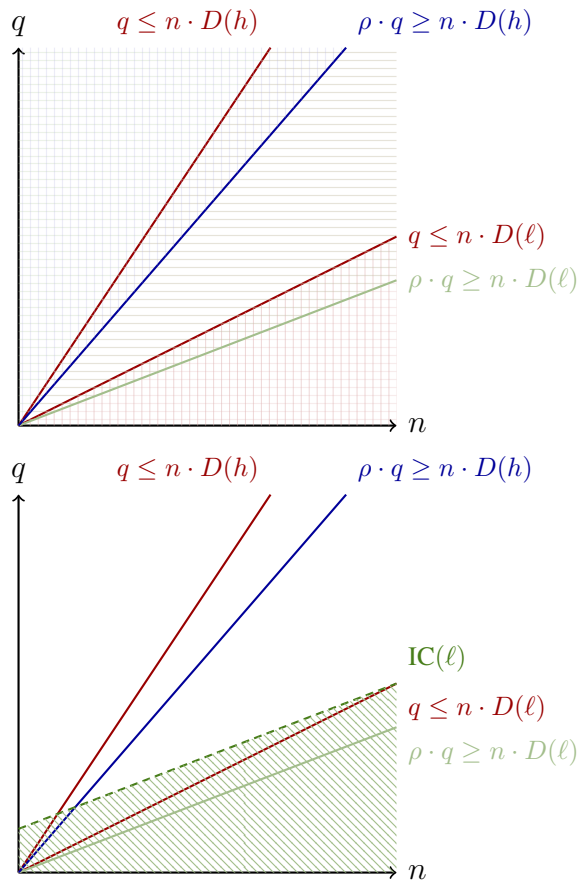 q
q ≤ n · D(h)
ρ · q ≥ n · D(h)
q ≤ n · D(ℓ)
ρ · q ≥ n · D(ℓ)
n
q
q ≤ n · D(h)
ρ · q ≥ n · D(h)
IC(ℓ)
q ≤ n · D(ℓ)
ρ · q ≥ n · D(ℓ)
n